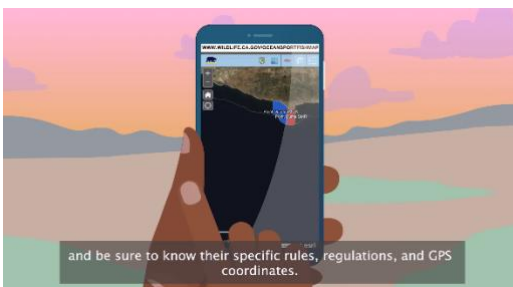 WWW.WILDLIFE.CA.GOV/OCEANSPORTFISHMAP
and be sure to know their specific rules, regulations, and GPS
coordinates.